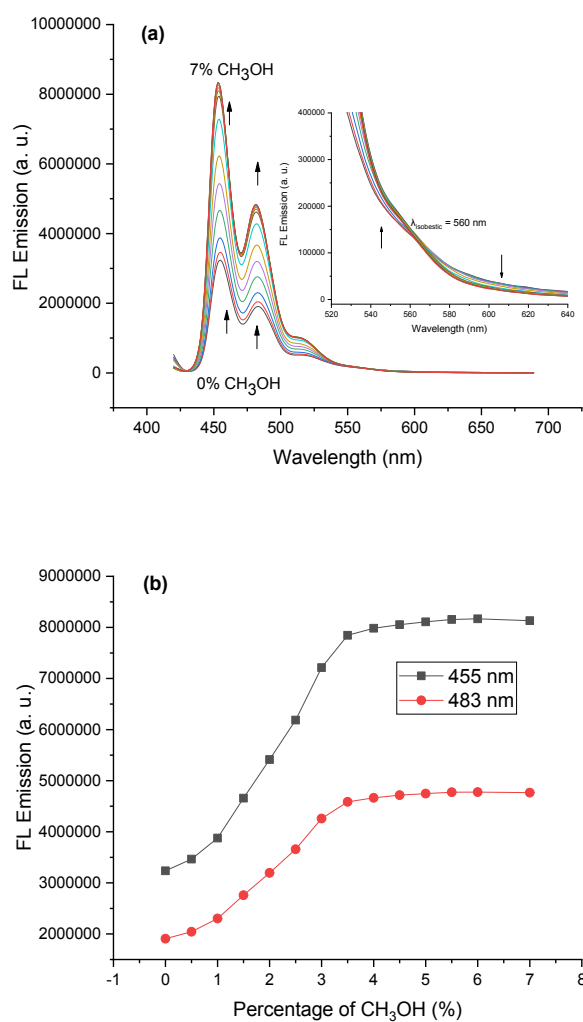 (a)
7% CH3OH
0% CH3OH
FL Emission (a. u.)
10000000
8000000
6000000
4000000
2000000
0
400 450 500 550 600 650 700
Wavelength (nm)
FL Emission (a. u.)
400000
300000
200000
100000
0
λisobestic = 560 nm
520 540 560 580 600 620 640
Wavelength (nm)
(b)
FL Emission (a. u.)
9000000
8000000
7000000
6000000
5000000
4000000
3000000
2000000
455 nm
483 nm
-1 0 1 2 3 4 5 6 7 8
Percentage of CH3OH (%)